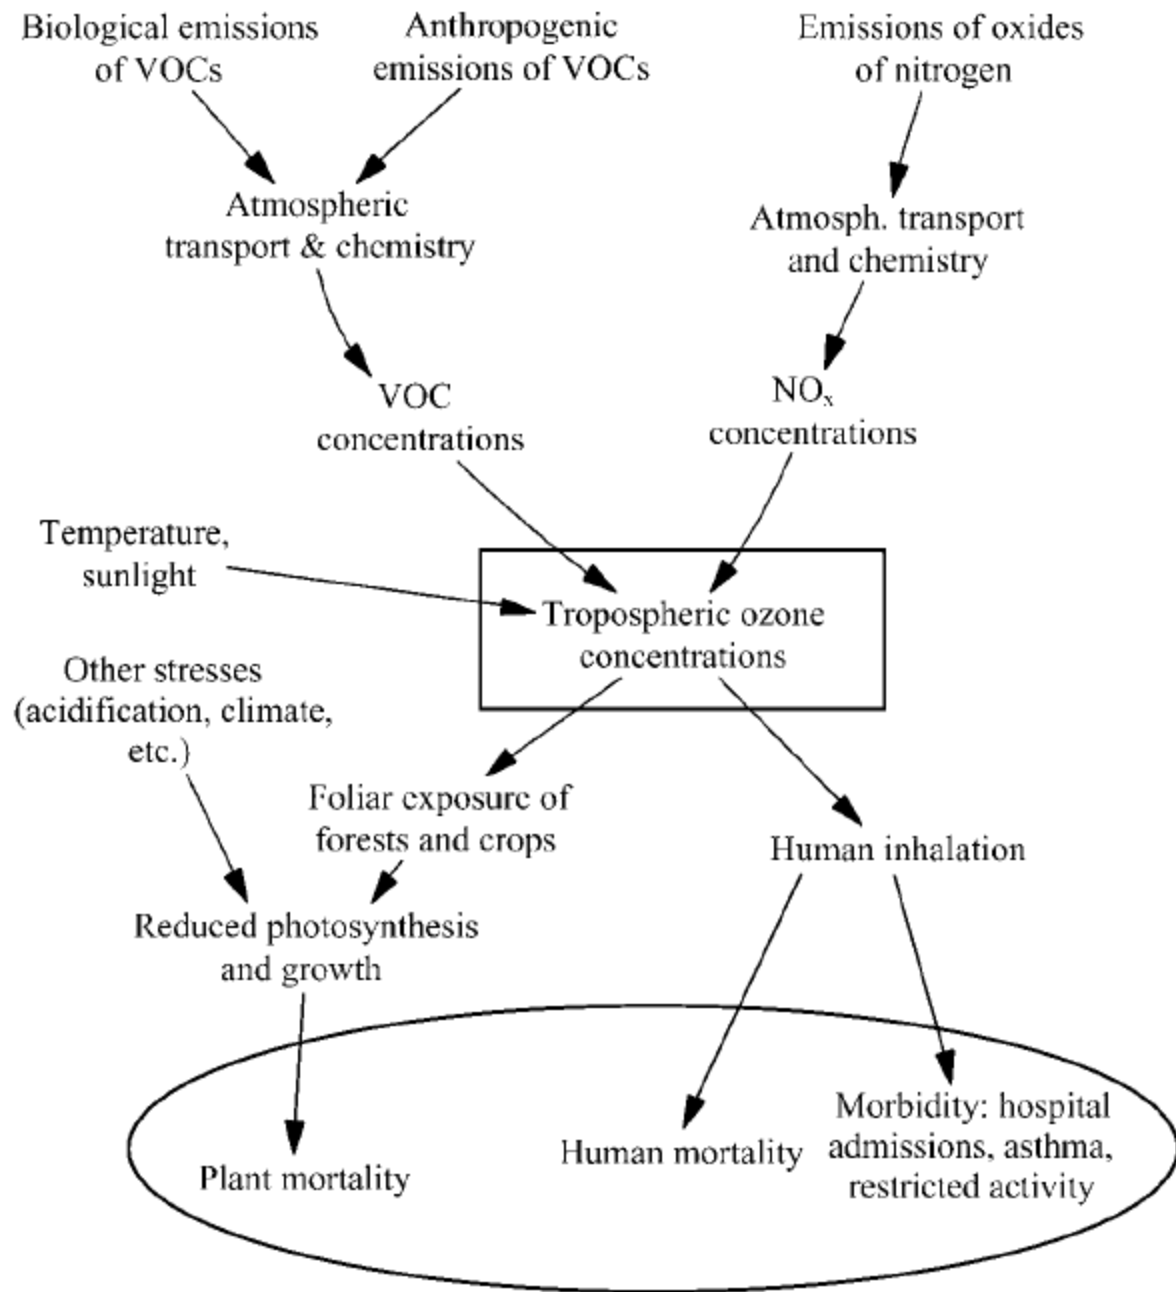 Biological emissions
of VOCs
Anthropogenic
emissions of VOCs
Emissions of oxides
of nitrogen
Atmospheric
transport & chemistry
Atmosph. transport
and chemistry
VOC
concentrations
NOₓ
concentrations
Temperature,
sunlight
Tropospheric ozone
concentrations
Other stresses
(acidification, climate,
etc.)
Foliar exposure of
forests and crops
Human inhalation
Reduced photosynthesis
and growth
Plant mortality
Human mortality
Morbidity: hospital
admissions, asthma,
restricted activity